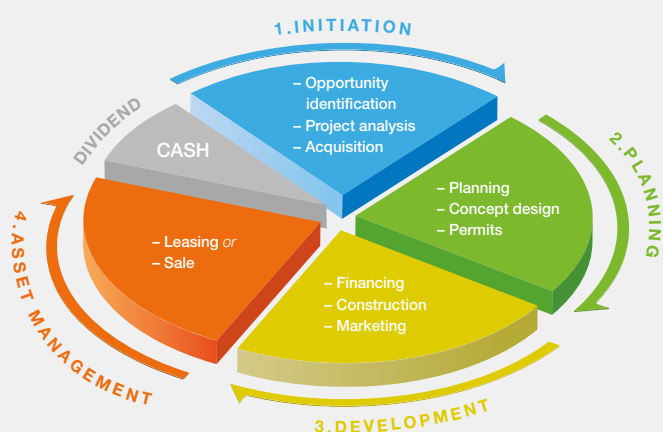 1.INITIATION
– Opportunity
identification
– Project analysis
– Acquisition
2.PLANNING
– Planning
– Concept design
– Permits
3.DEVELOPMENT
– Financing
– Construction
– Marketing
4.ASSET MANAGEMENT
– Leasing or
– Sale
DIVIDEND
CASH